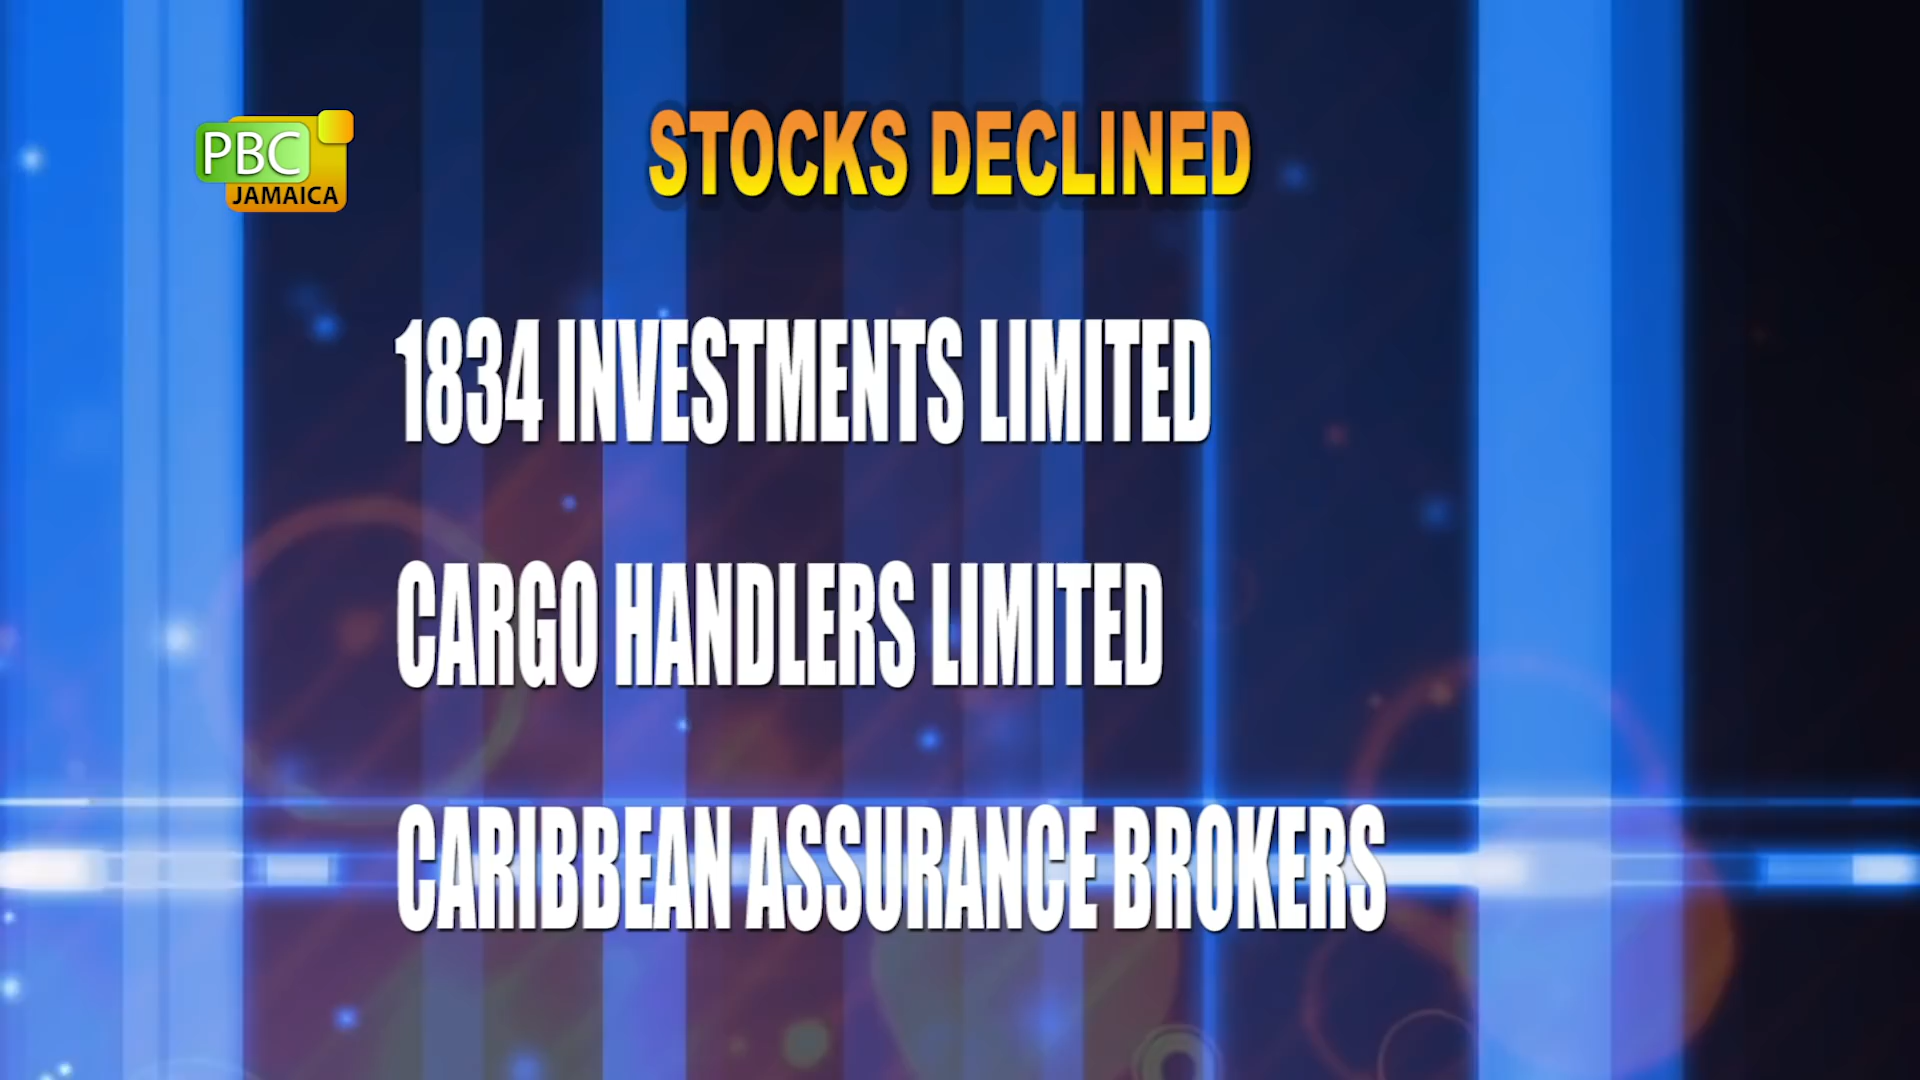 PBC
JAMAICA
STOCKS DECLINED
1834 INVESTMENTS LIMITED
CARGO HANDLERS LIMITED
CARIBBEAN ASSURANCE BROKERS